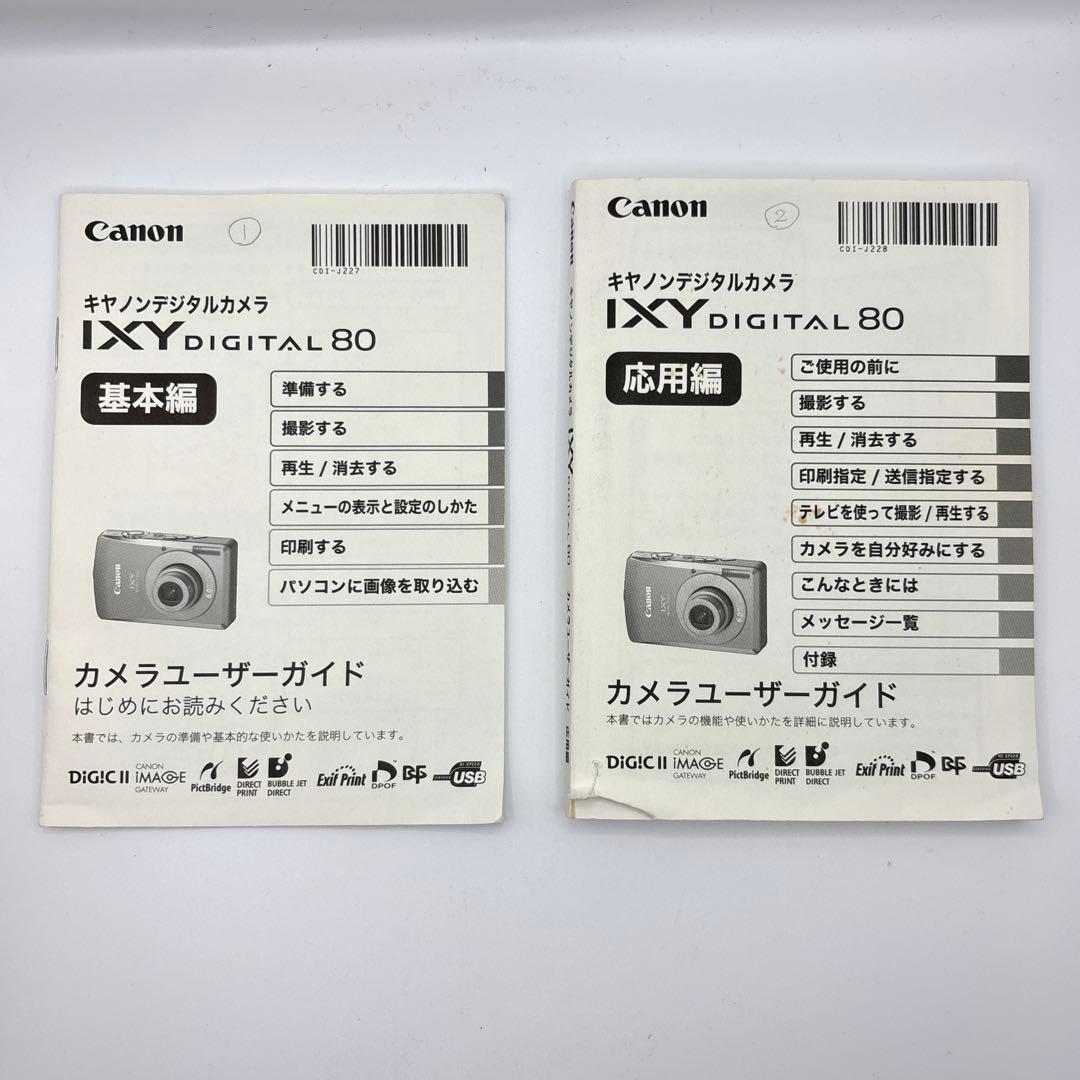 Canon
1
CDI-J227
キヤノンデジタルカメラ
IXY DIGITAL 80
基本編
準備する
撮影する
再生 / 消去する
メニューの表示と設定のしかた
印刷する
パソコンに画像を取り込む
Canon
IXY
カメラユーザーガイド
はじめにお読みください
本書では、カメラの準備や基本的な使いかたを説明しています。
DiGiC II
CANON iMAGE GATEWAY
PictBridge
DIRECT PRINT
BUBBLE JET DIRECT
Exif Print
DPOF
USB
Canon
2
CDI-J228
キヤノンデジタルカメラ
IXY DIGITAL 80
応用編
ご使用の前に
撮影する
再生 / 消去する
印刷指定 / 送信指定する
テレビを使って撮影 / 再生する
カメラを自分好みにする
こんなときには
メッセージ一覧
付録
Canon
IXY
カメラユーザーガイド
本書ではカメラの機能や使いかたを詳細に説明しています。
DiGiC II
CANON iMAGE GATEWAY
PictBridge
DIRECT PRINT
BUBBLE JET DIRECT
Exif Print
DPOF
USB